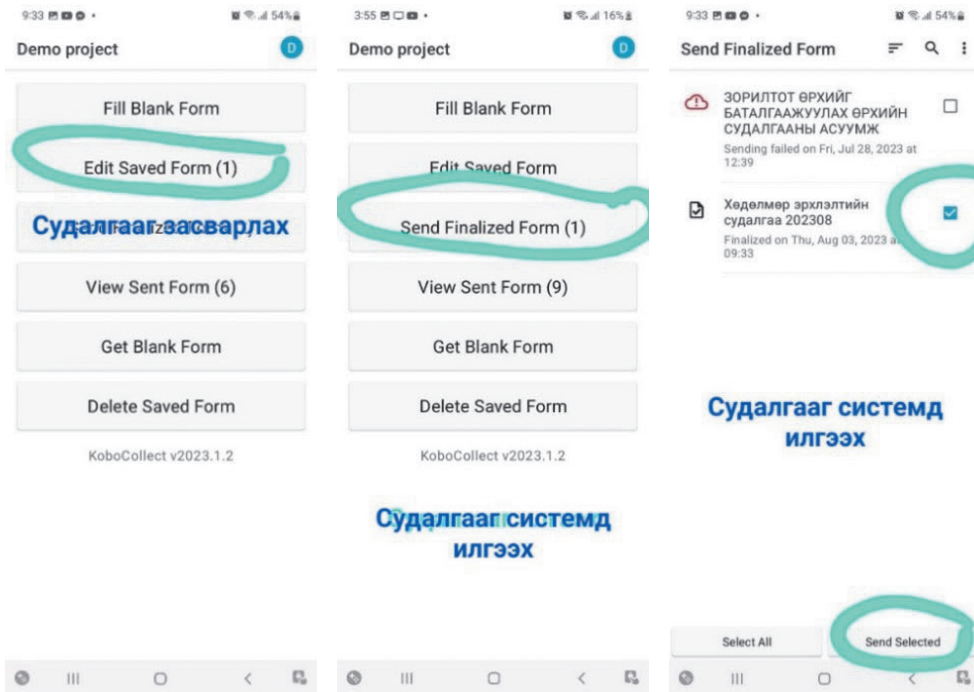 9:33
54%
Demo project
D
Fill Blank Form
Edit Saved Form (1)
Судалгааг засварлах
View Sent Form (6)
Get Blank Form
Delete Saved Form
KoboCollect v2023.1.2
3:55
16%
Demo project
D
Fill Blank Form
Edit Saved Form
Send Finalized Form (1)
View Sent Form (9)
Get Blank Form
Delete Saved Form
KoboCollect v2023.1.2
Судалгааг системд
илгээх
9:33
54%
Send Finalized Form
ЗОРИЛТОТ ӨРХИЙГ
БАТАЛГААЖУУЛАХ ӨРХИЙН
СУДАЛГААНЫ АСУУМЖ
Sending failed on Fri, Jul 28, 2023 at
12:39
Хөдөлмөр эрхлэлтийн
судалгаа 202308
Finalized on Thu, Aug 03, 2023 at
09:33
Судалгааг системд
илгээх
Select All
Send Selected